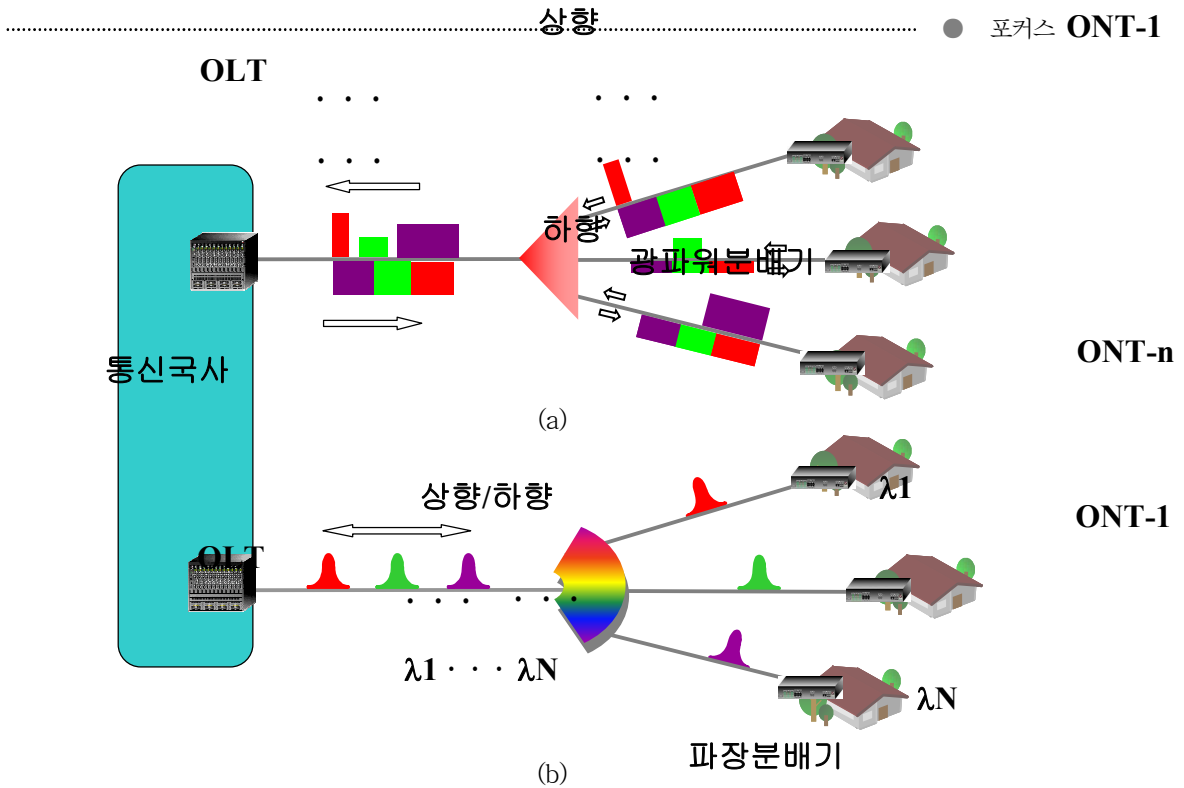 상향
포커스 ONT-1
OLT
· · ·
· · ·
· · ·
· · ·
하향
광파워분배기
통신국사
ONT-n
(a)
상향/하향
λ1
ONT-1
OLT
· · ·
· · ·
λ1 · · · λN
λN
파장분배기
(b)